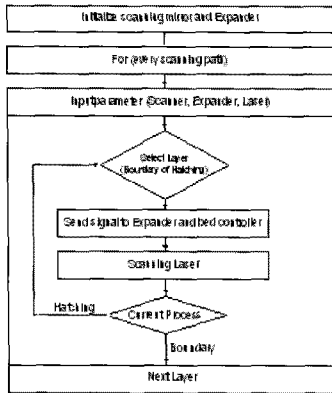 Initialize scanning mirror and Expander
For (every scanning path)
Input parameter (Scanner, Expander, Laser)
Select Layer
(Boundary of Hatching)
Send signal to Expander and bed controller
Scanning Laser
Hatching
Current Process
Boundary
Next Layer